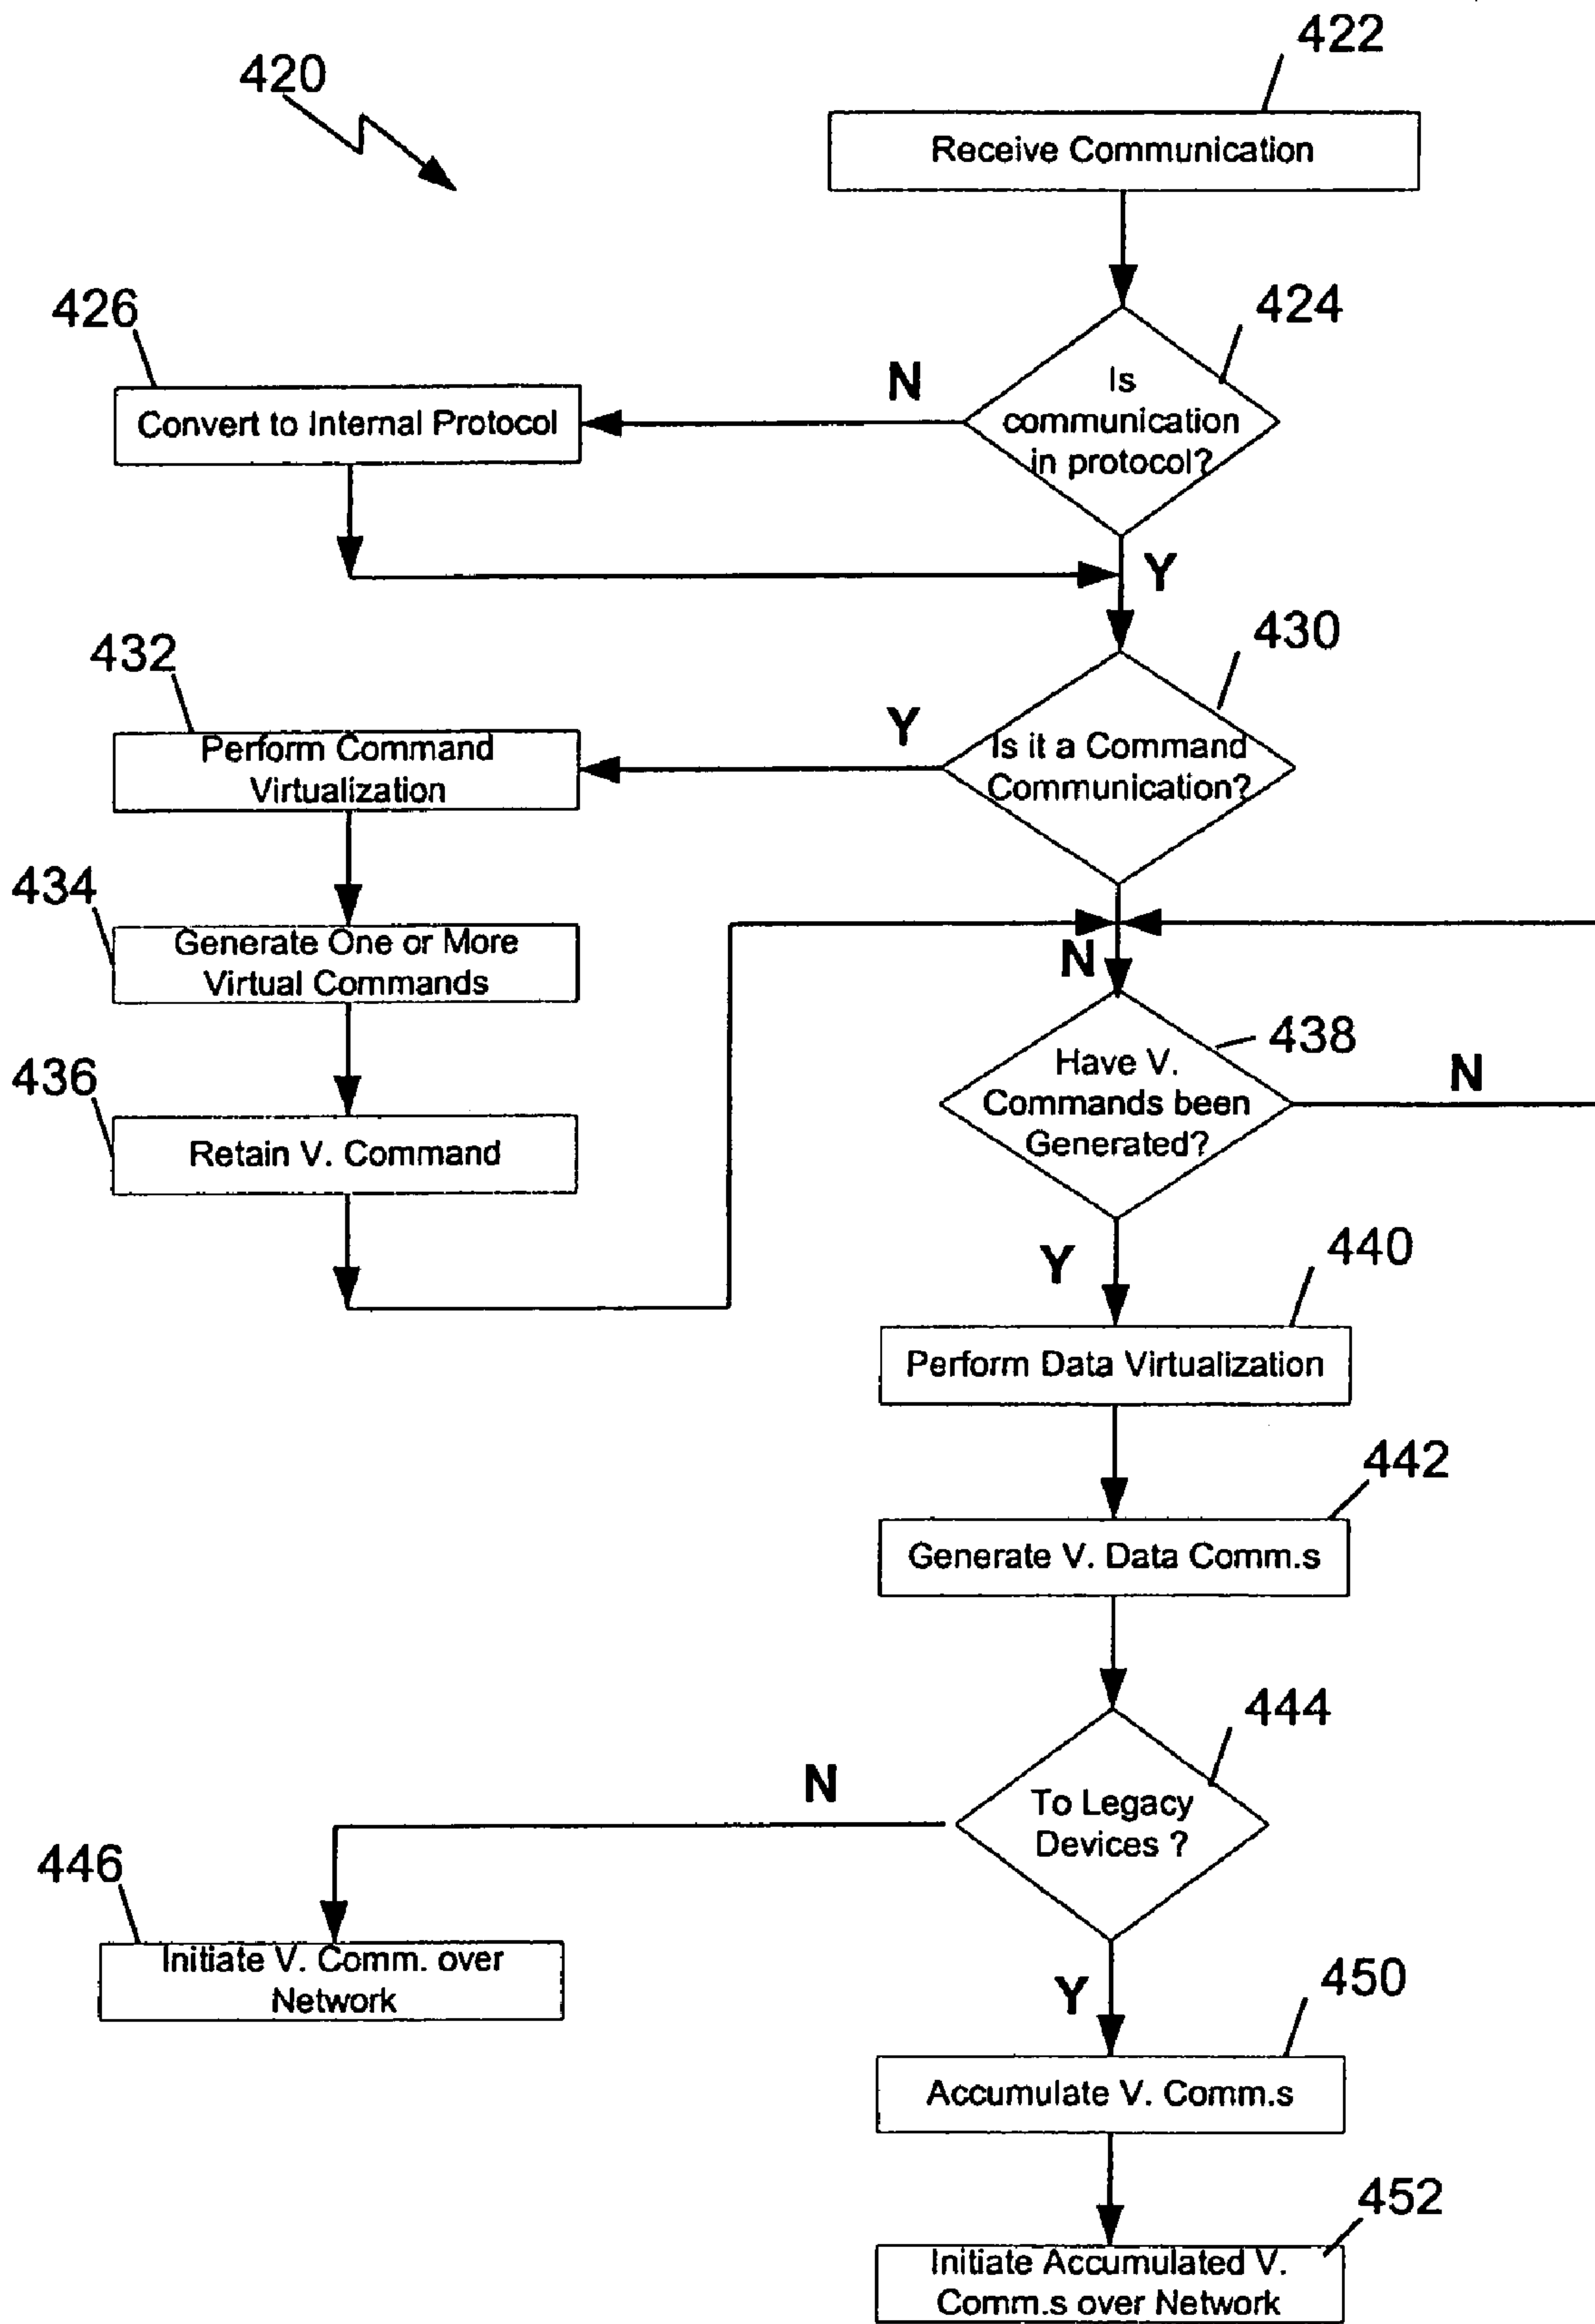 420
422
Receive Communication
424
Is
communication
in protocol?
N
426
Convert to Internal Protocol
Y
430
Is it a Command
Communication?
Y
432
Perform Command
Virtualization
434
Generate One or More
Virtual Commands
436
Retain V. Command
N
438
Have V.
Commands been
Generated?
N
Y
440
Perform Data Virtualization
442
Generate V. Data Comm.s
444
To Legacy
Devices ?
N
446
Initiate V. Comm. over
Network
Y
450
Accumulate V. Comm.s
452
Initiate Accumulated V.
Comm.s over Network